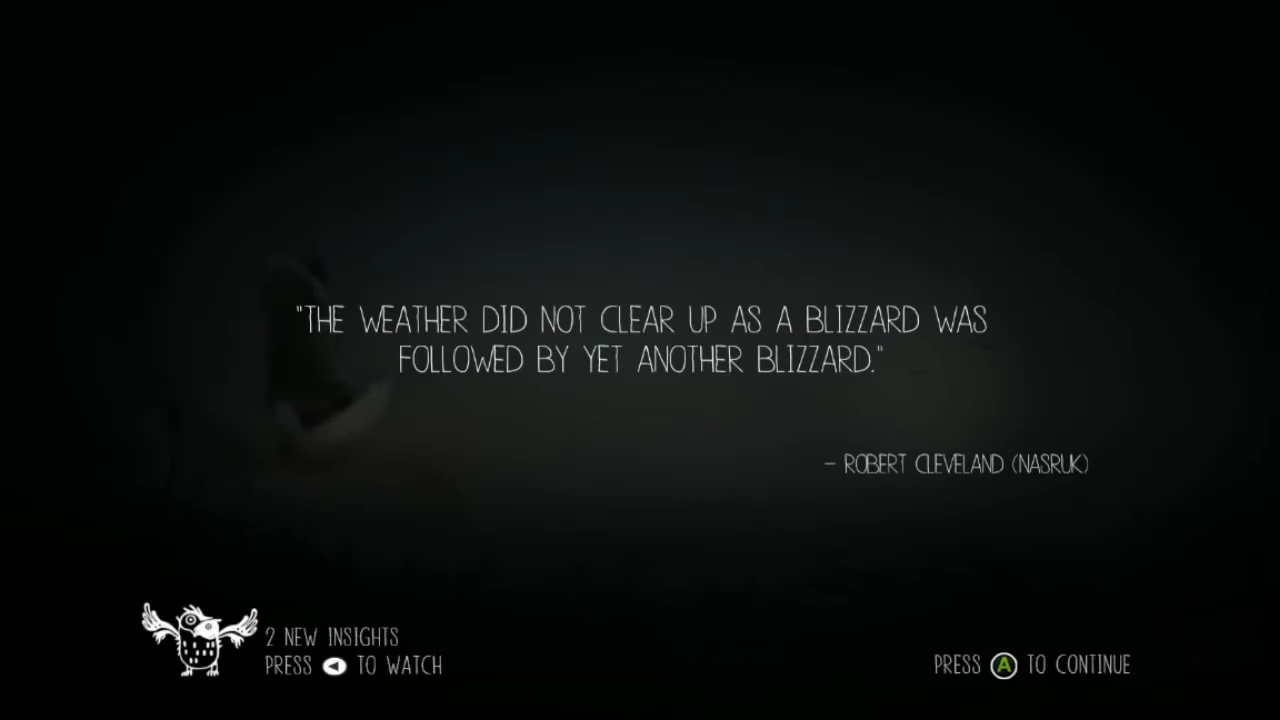 "THE WEATHER DID NOT CLEAR UP AS A BLIZZARD WAS
FOLLOWED BY YET ANOTHER BLIZZARD."
— ROBERT CLEVELAND (NASRUK)
2 NEW INSIGHTS
PRESS TO WATCH
PRESS A TO CONTINUE